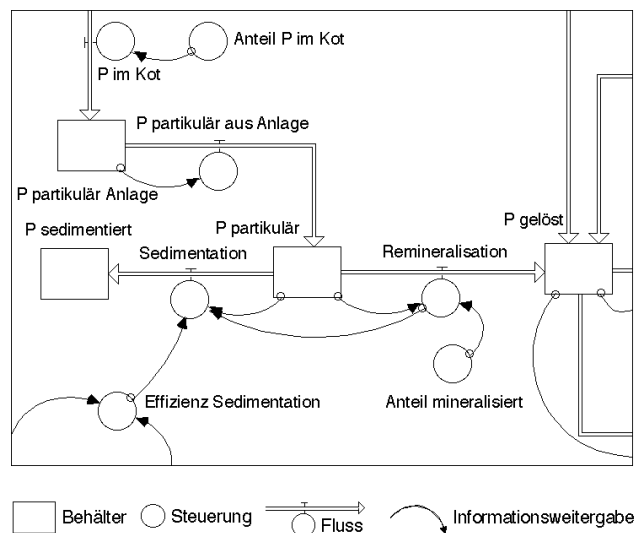 Anteil P im Kot
P im Kot
P partikulär aus Anlage
P partikulär Anlage
P sedimentiert
P partikulär
P gelöst
Sedimentation
Remineralisation
Effizienz Sedimentation
Anteil mineralisiert
Behälter
Steuerung
Fluss
Informationsweitergabe